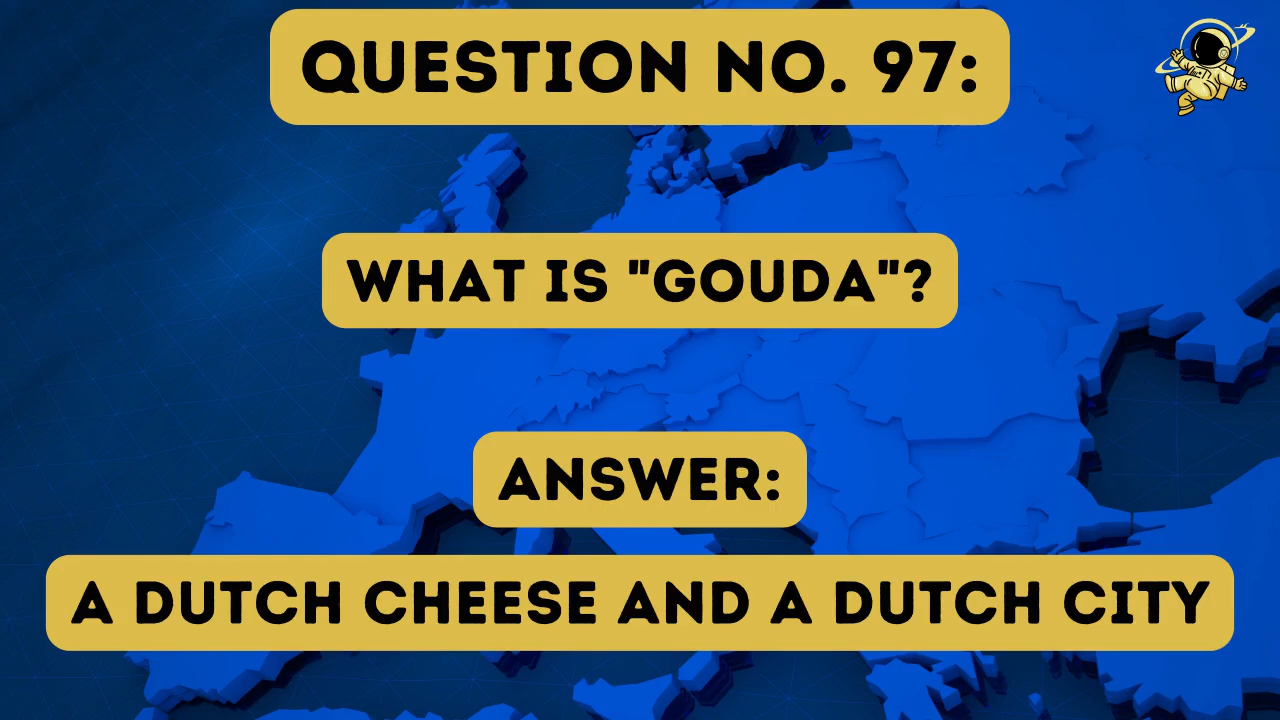 QUESTION NO. 97:
WHAT IS "GOUDA"?
ANSWER:
A DUTCH CHEESE AND A DUTCH CITY